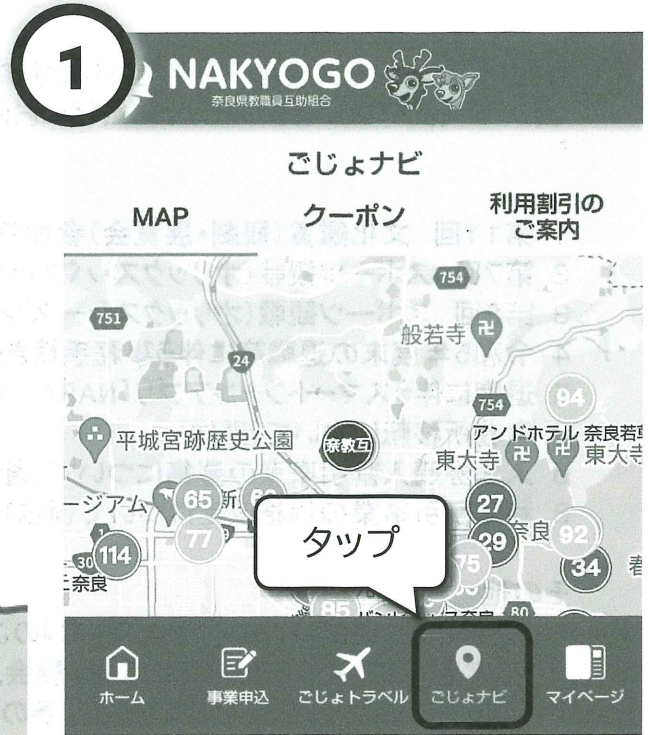 1
NAKYOGO
奈良県教職員互助組合
ごじょナビ
MAP
クーポン
利用割引の
ご案内
754
751
般若寺
24
754
94
平城宮跡歴史公園
奈教互
アンドホテル 奈良若草
東大寺
東大寺
ージアム
65
新
27
77
タップ
29
奈良
92
114
75
34
春
奈良
85
80
ホーム
事業申込
ごじょトラベル
ごじょナビ
マイページ